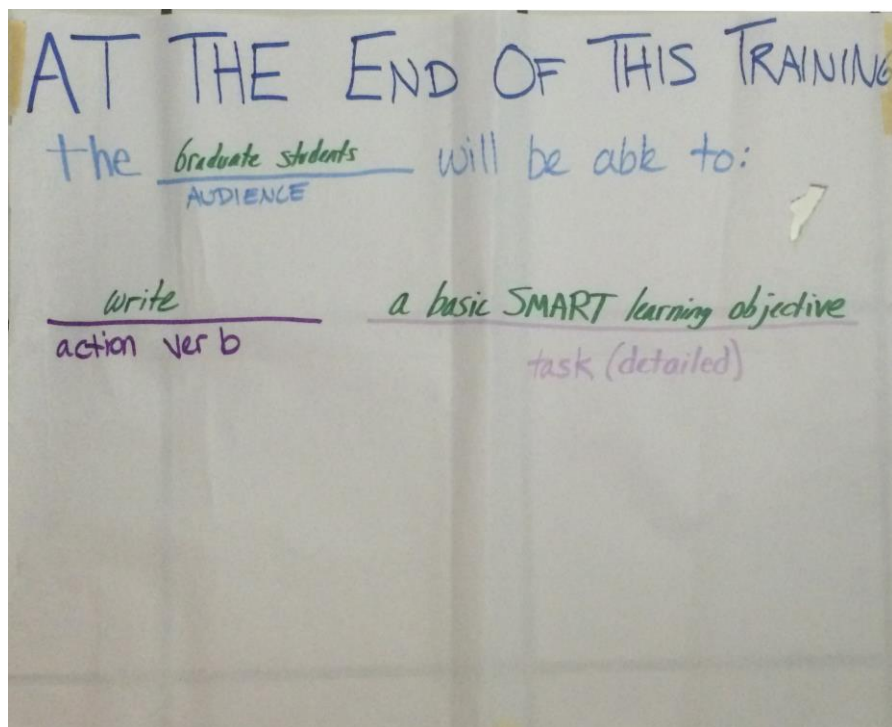 AT THE END OF THIS TRAINING
the Graduate students will be able to:
AUDIENCE
write a basic SMART learning objective
action verb task (detailed)